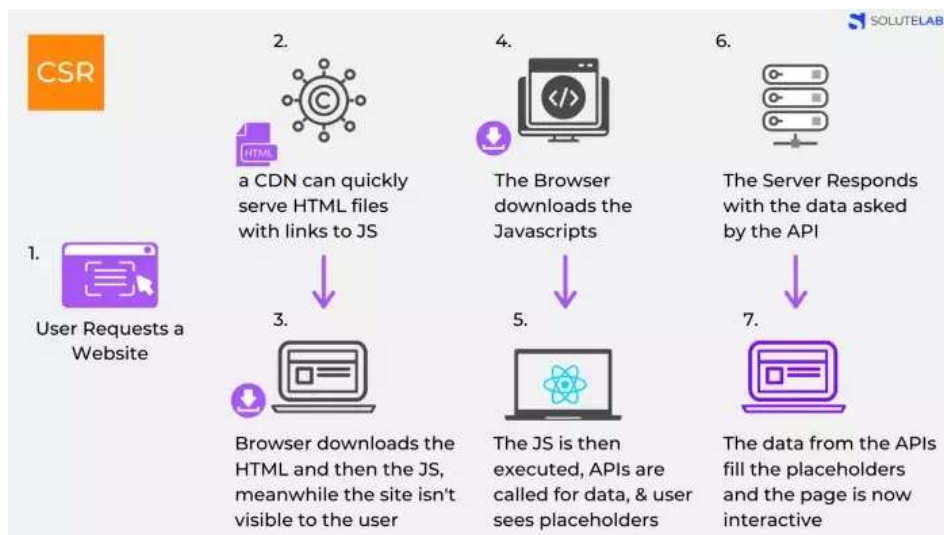 SOLUTELAB
CSR
1.
User Requests a
Website
2.
C
HTML
a CDN can quickly
serve HTML files
with links to JS
3.
Browser downloads the
HTML and then the JS,
meanwhile the site isn't
visible to the user
4.
</>
The Browser
downloads the
Javascripts
5.
The JS is then
executed, APIs are
called for data, & user
sees placeholders
6.
The Server Responds
with the data asked
by the API
7.
The data from the APIs
fill the placeholders
and the page is now
interactive